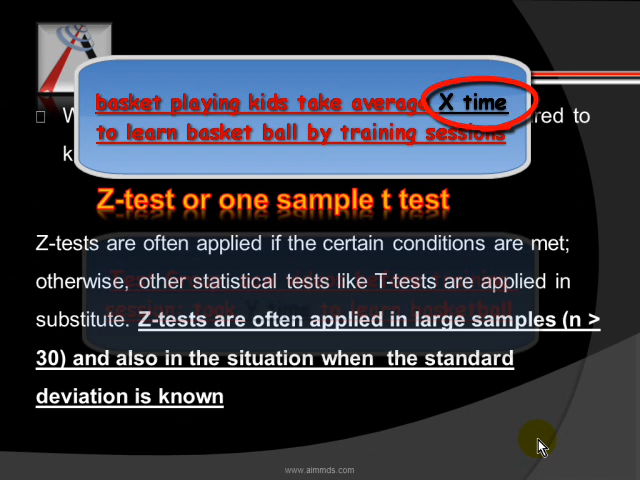 basket playing kids take average X time
to learn basket ball by training sessions
W
red to
k
Z-test or one sample t test
Z-tests are often applied if the certain conditions are met;
otherwise, other statistical tests like T-tests are applied in
substitute. Z-tests are often applied in large samples (n >
30) and also in the situation when the standard
deviation is known
www.aimmds.com